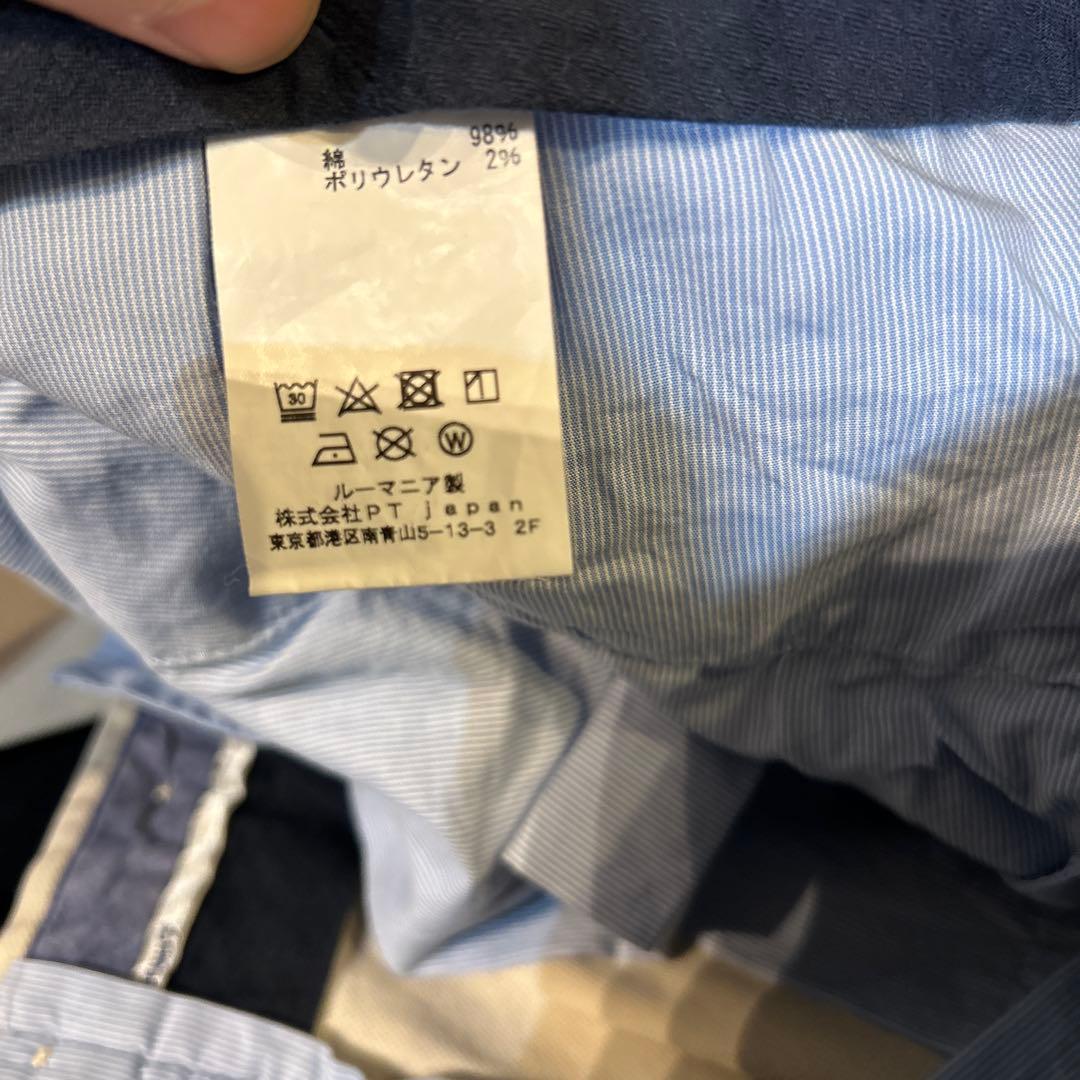 綿 98%
ポリウレタン 2%
30
W
ルーマニア製
株式会社PT japan
東京都港区南青山5-13-3 2F